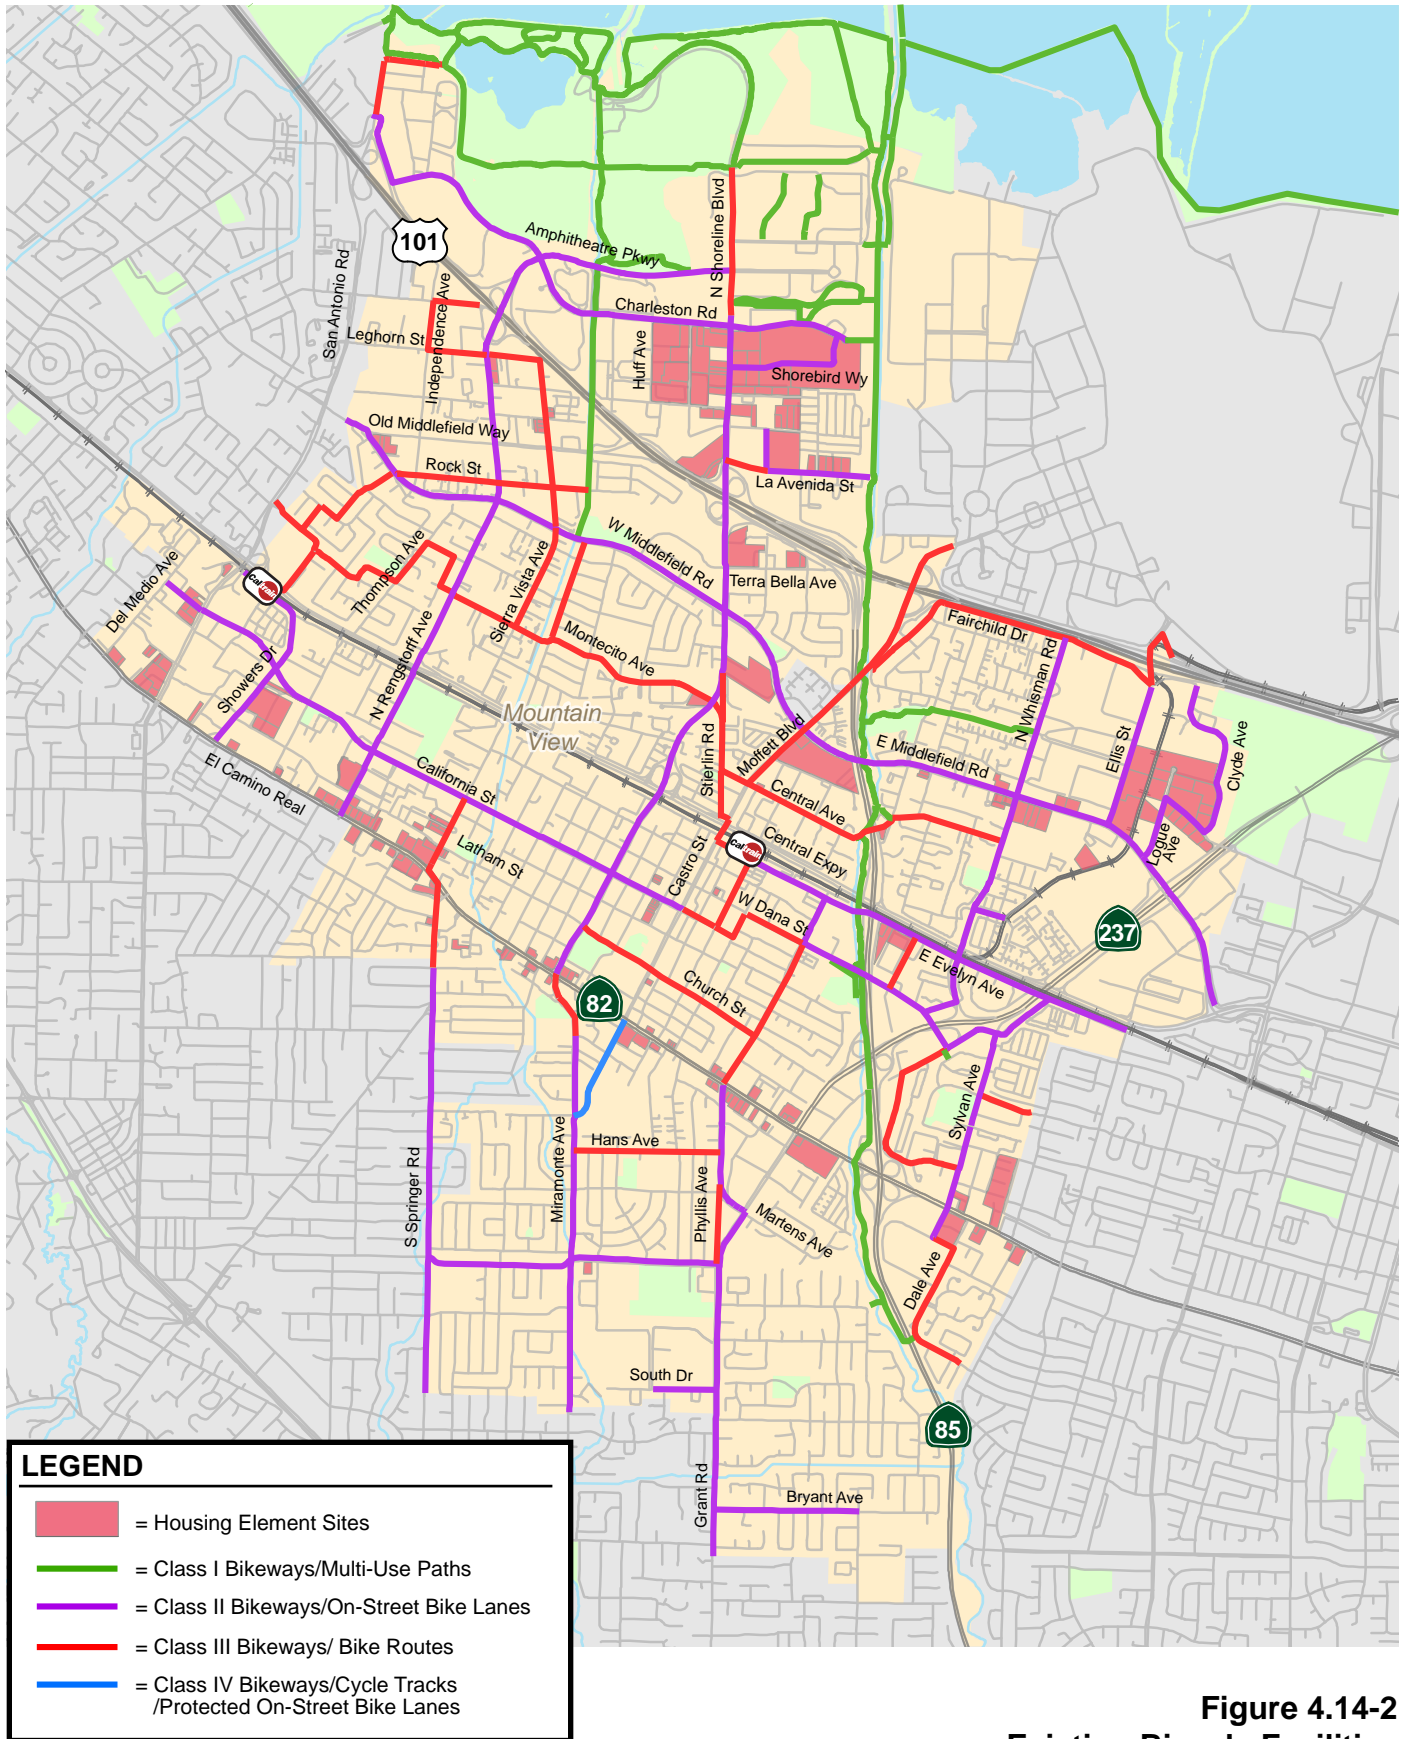 101
San Antonio Rd
Independence Ave
Leghorn St
Amphitheatre Pkwy
N Shoreline Blvd
Charleston Rd
Huff Ave
Shorebird Wy
Old Middlefield Way
Rock St
La Avenida St
W Middlefield Rd
Terra Bella Ave
Thompson Ave
Sierra Vista Ave
Del Medio Ave
Caltrain
Showers Dr
N Rengstorff Ave
Montecito Ave
Fairchild Dr
N Whisman Rd
Mountain
View
Stierlin Rd
Moffett Blvd
E Middlefield Rd
Ellis St
Clyde Ave
El Camino Real
California St
Central Ave
Central Expy
Logue
Ave
Latham St
Castro St
Caltrain
W Dana St
237
E Evelyn Ave
82
Church St
Sylvan Ave
Hans Ave
Miramonte Ave
S Springer Rd
Phyllis Ave
Martens Ave
Dale Ave
South Dr
85
Grant Rd
Bryant Ave
LEGEND
= Housing Element Sites
= Class I Bikeways/Multi-Use Paths
= Class II Bikeways/On-Street Bike Lanes
= Class III Bikeways/ Bike Routes
= Class IV Bikeways/Cycle Tracks
/Protected On-Street Bike Lanes
Figure 4.14-2
Existing Bicycle Facilities